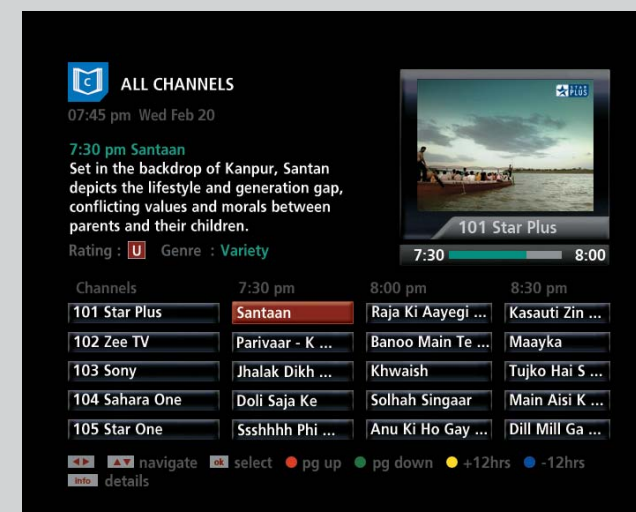 C
ALL CHANNELS
07:45 pm Wed Feb 20
7:30 pm Santaan
Set in the backdrop of Kanpur, Santan
depicts the lifestyle and generation gap,
conflicting values and morals between
parents and their children.
Rating : U Genre : Variety
STAR
PLUS
101 Star Plus
7:30 8:00
Channels 7:30 pm 8:00 pm 8:30 pm
101 Star Plus Santaan Raja Ki Aayegi ... Kasauti Zin ...
102 Zee TV Parivaar - K ... Banoo Main Te ... Maayka
103 Sony Jhalak Dikh ... Khwaish Tujko Hai S ...
104 Sahara One Doli Saja Ke Solhah Singaar Main Aisi K ...
105 Star One Ssshhhh Phi ... Anu Ki Ho Gay ... Dill Mill Ga ...
navigate ok select pg up pg down +12hrs -12hrs
info details